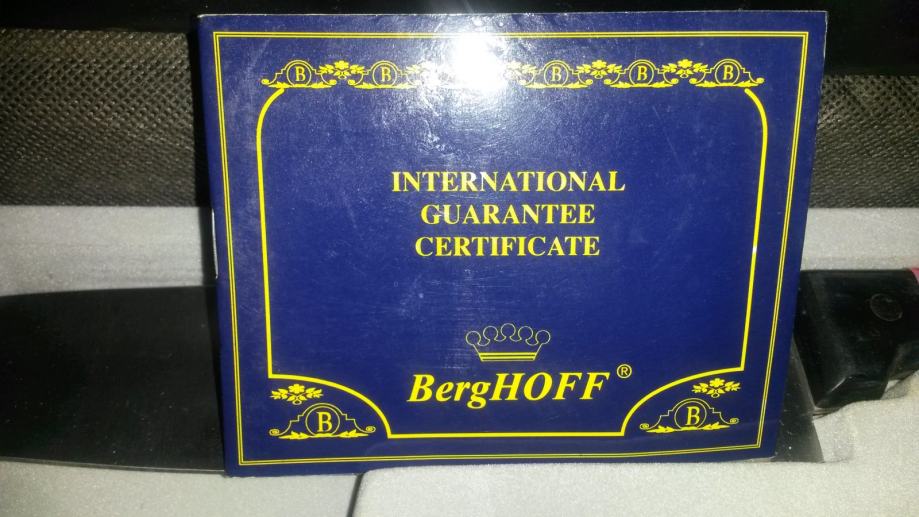 B B B B B
INTERNATIONAL
GUARANTEE
CERTIFICATE
BergHOFF ®
B B